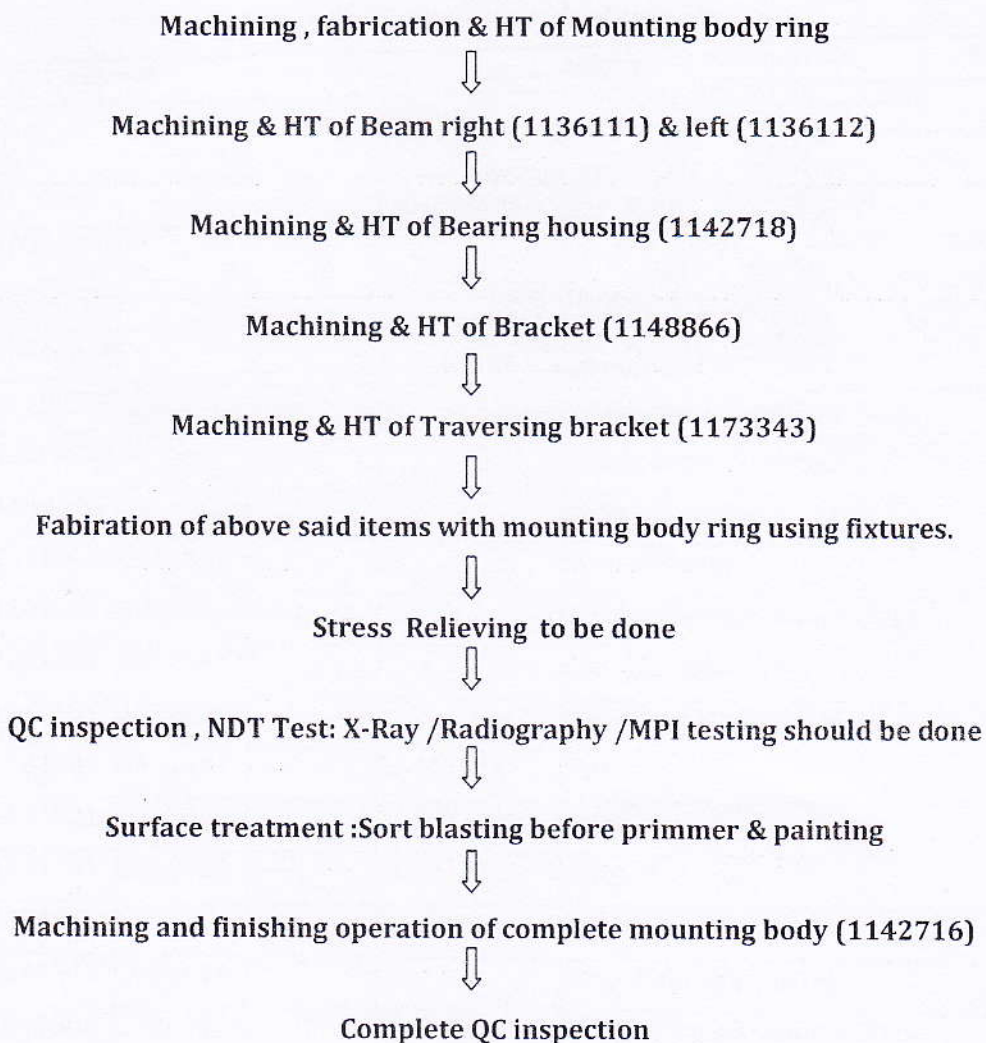 Machining , fabrication & HT of Mounting body ring
Machining & HT of Beam right (1136111) & left (1136112)
Machining & HT of Bearing housing (1142718)
Machining & HT of Bracket (1148866)
Machining & HT of Traversing bracket (1173343)
Fabiration of above said items with mounting body ring using fixtures.
Stress Relieving to be done
QC inspection , NDT Test: X-Ray /Radiography /MPI testing should be done
Surface treatment :Sort blasting before primmer & painting
Machining and finishing operation of complete mounting body (1142716)
Complete QC inspection